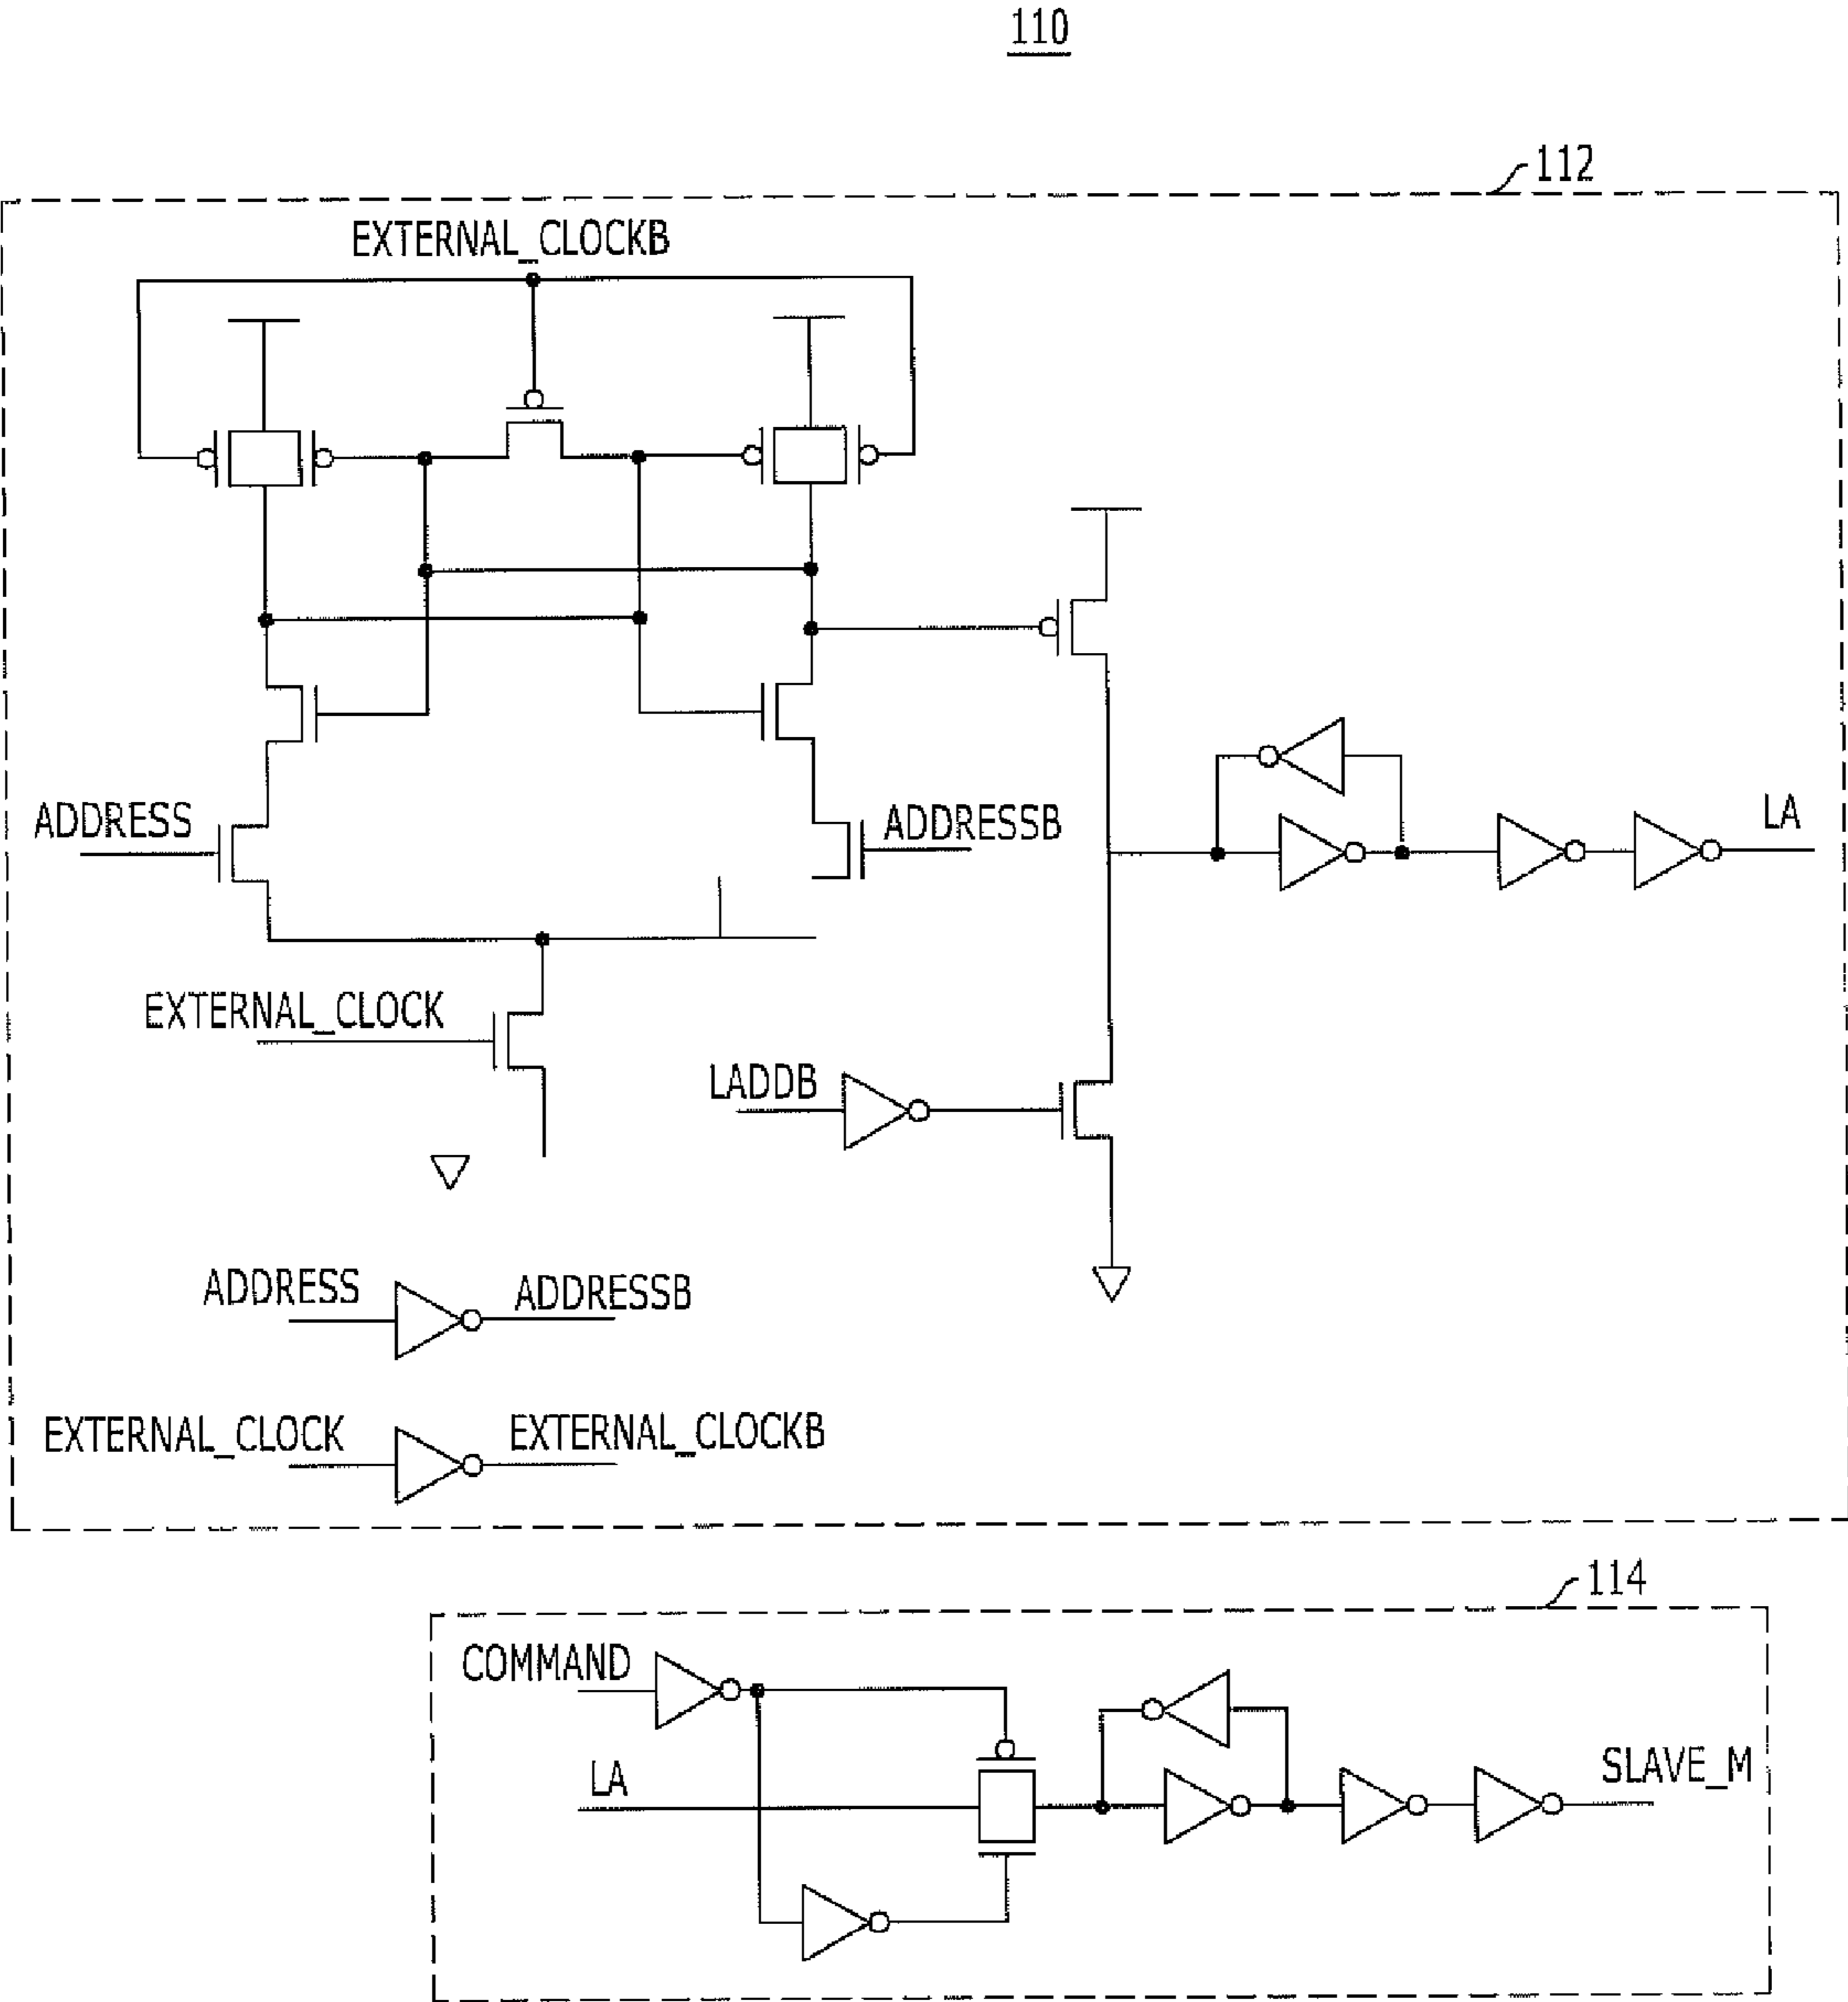 110
112
EXTERNAL_CLOCKB
ADDRESS
ADDRESSB
LA
EXTERNAL_CLOCK
LADDB
ADDRESS
ADDRESSB
EXTERNAL_CLOCK
EXTERNAL_CLOCKB
114
COMMAND
LA
SLAVE_M